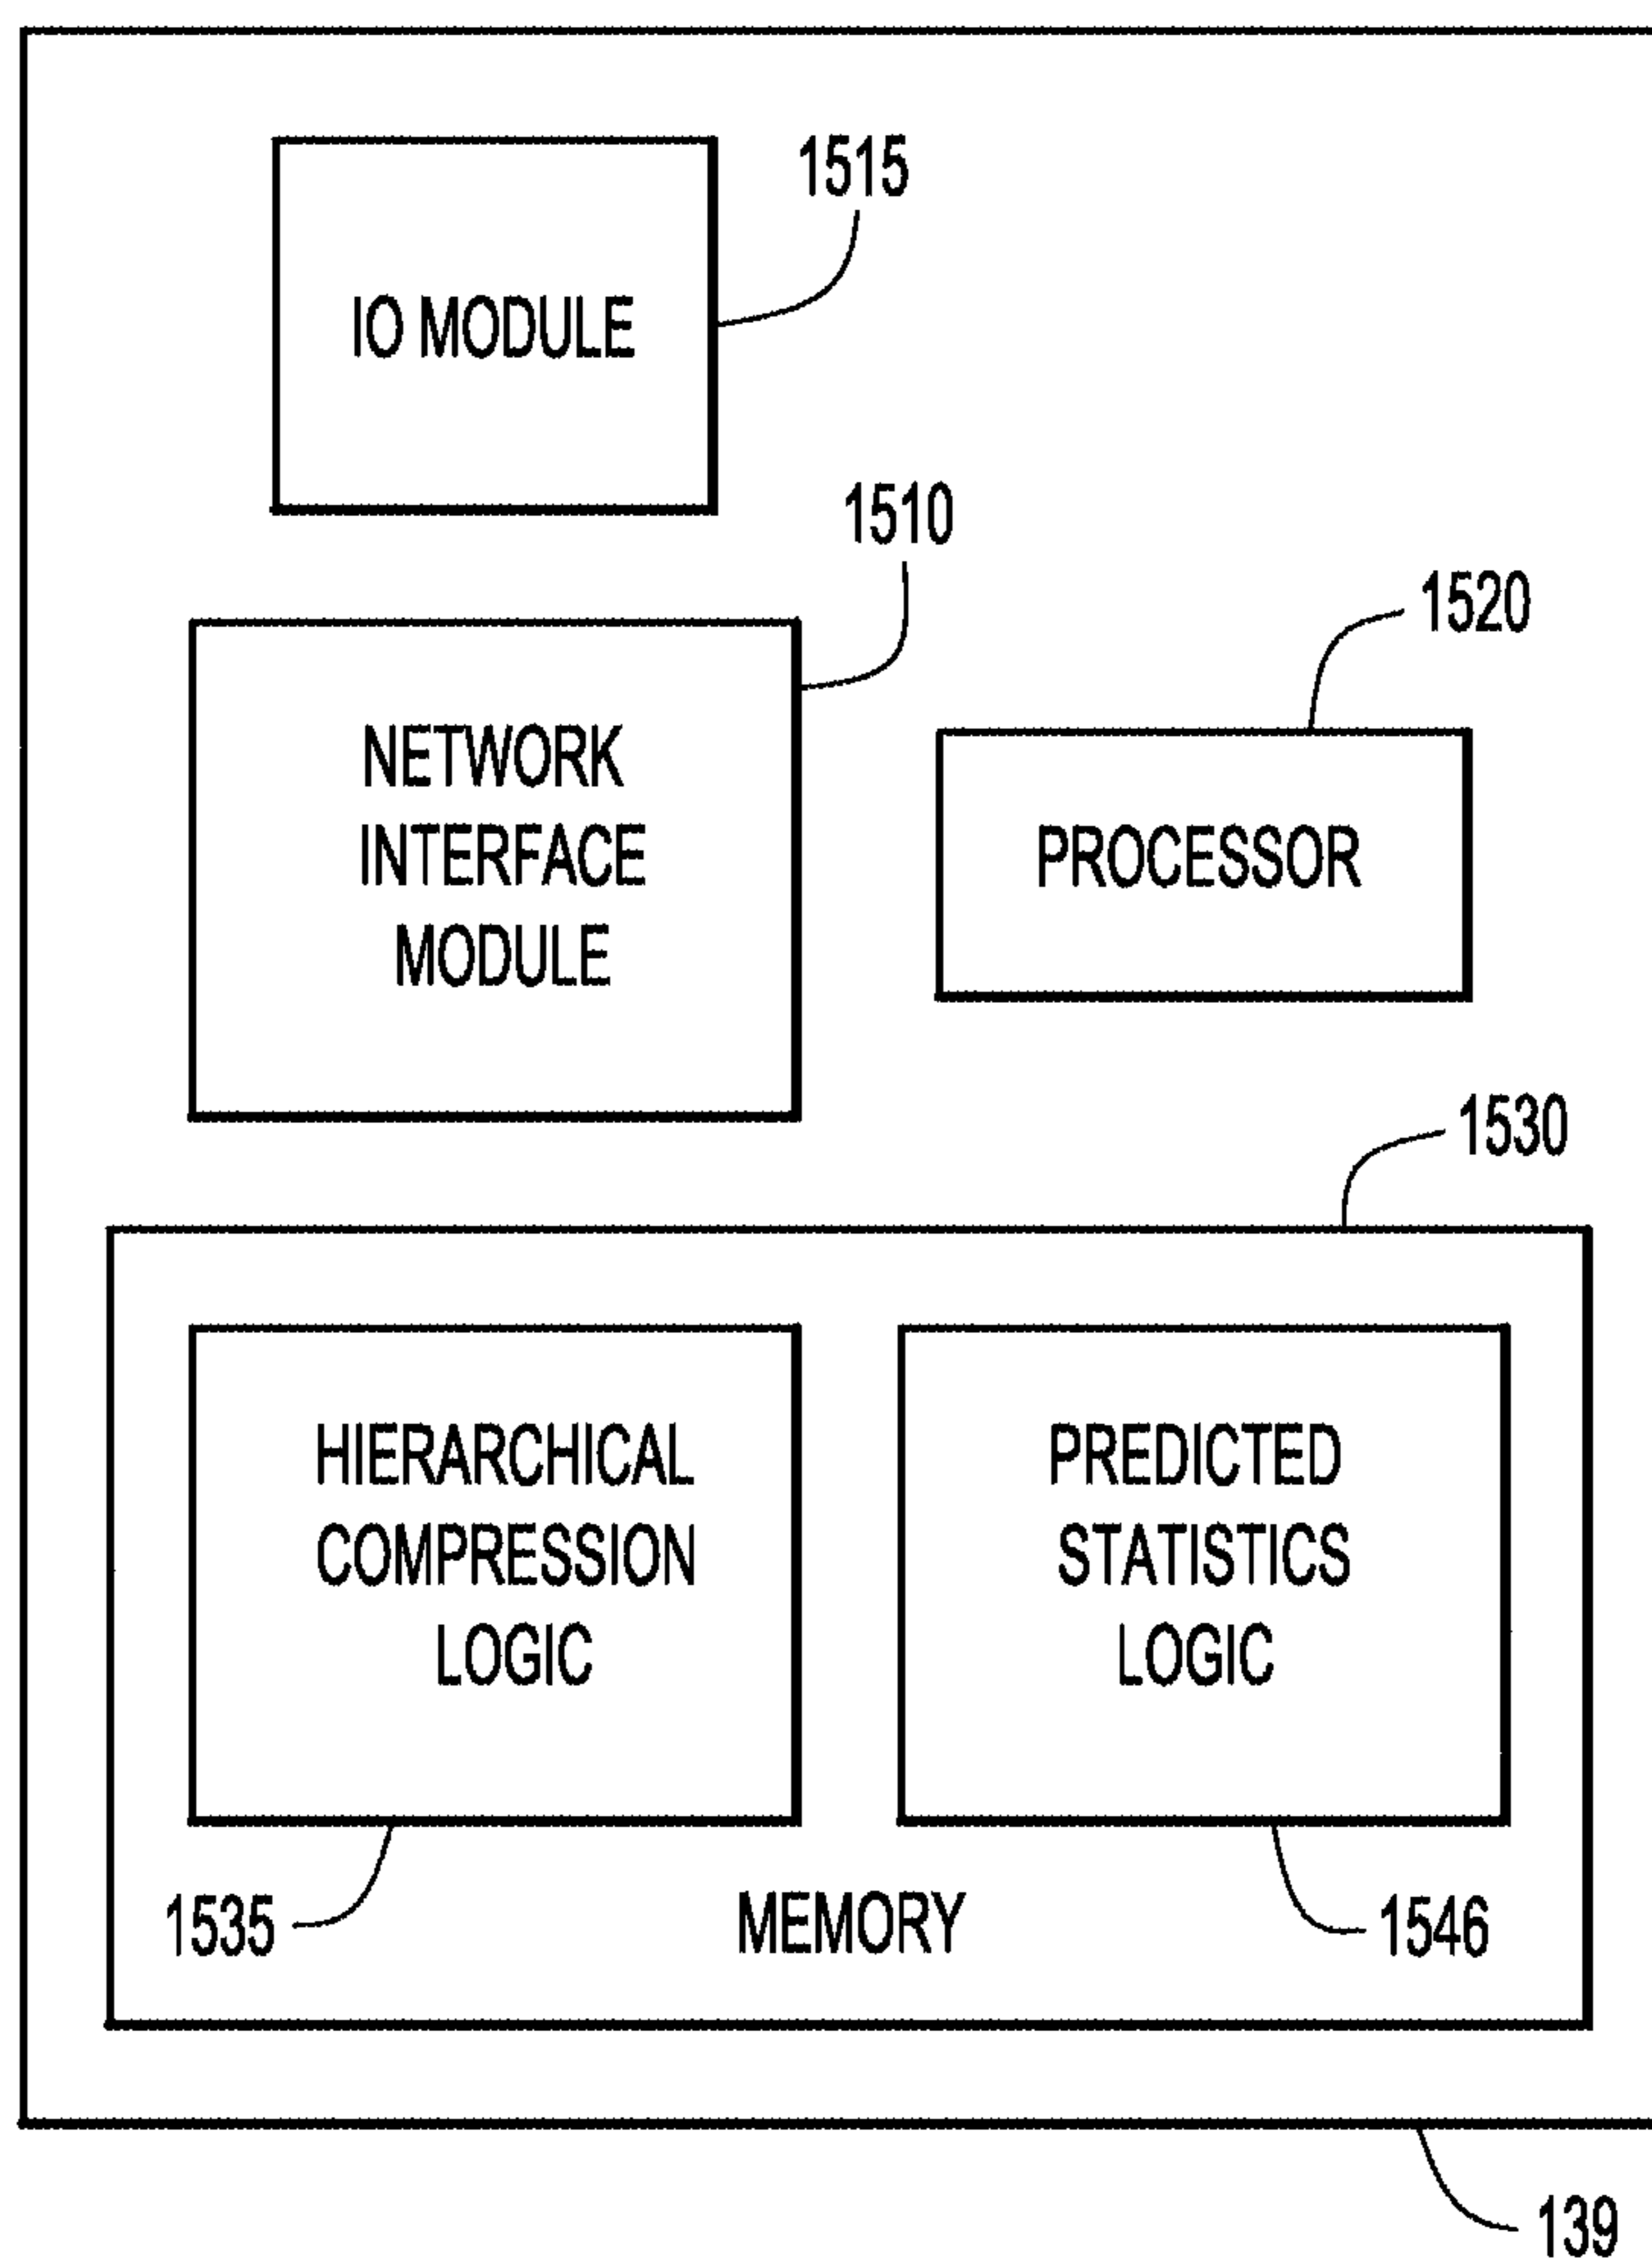 1515
IO MODULE
1510
1520
NETWORK
INTERFACE
MODULE
PROCESSOR
1530
HIERARCHICAL
COMPRESSION
LOGIC
PREDICTED
STATISTICS
LOGIC
1535
MEMORY
1546
139